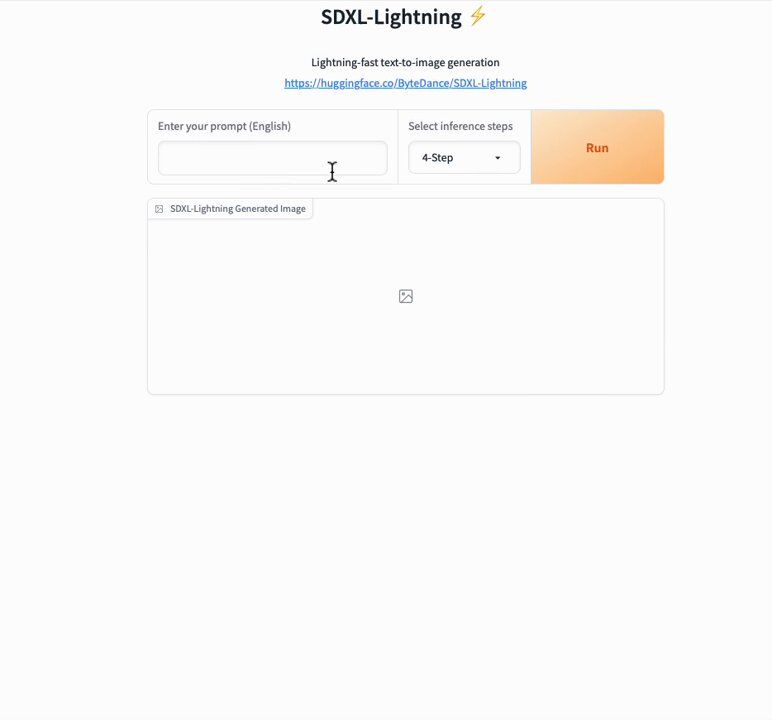 SDXL-Lightning ⚡
Lightning-fast text-to-image generation
https://huggingface.co/ByteDance/SDXL-Lightning
Enter your prompt (English)
Select inference steps
4-Step
Run
SDXL-Lightning Generated Image